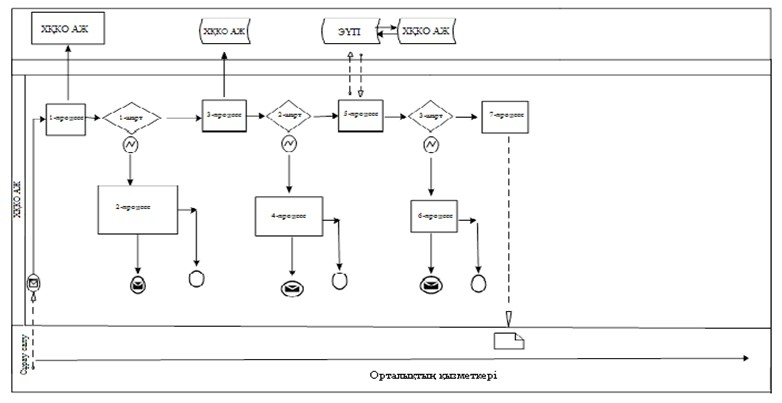 ХҚКО АЖ
ХҚКО АЖ
ЭҮП
ХҚКО АЖ
1-процесс
1-шарт
3-процесс
2-шарт
5-процесс
3-шарт
7-процесс
2-процесс
4-процесс
6-процесс
ХҚКО АЖ
Сұрау салу
Орталықтың қызметкері